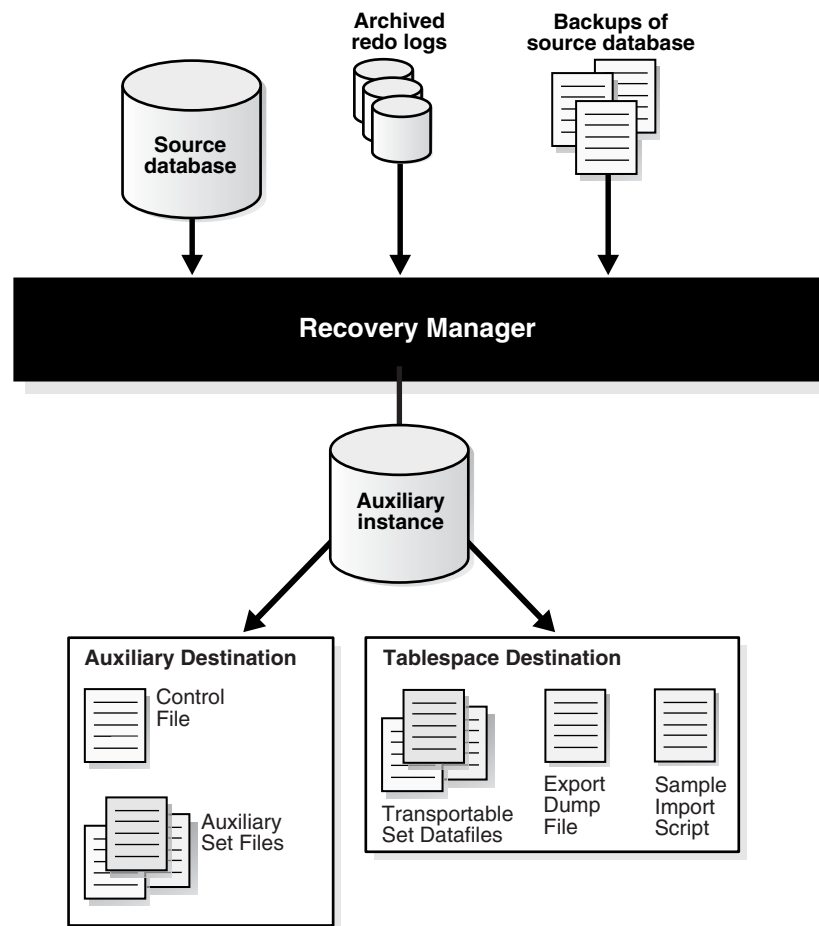 Archived
redo logs
Backups of
source database
Source
database
Recovery Manager
Auxiliary
instance
Auxiliary Destination
Control
File
Auxiliary
Set Files
Tablespace Destination
Transportable
Set Datafiles
Export
Dump
File
Sample
Import
Script